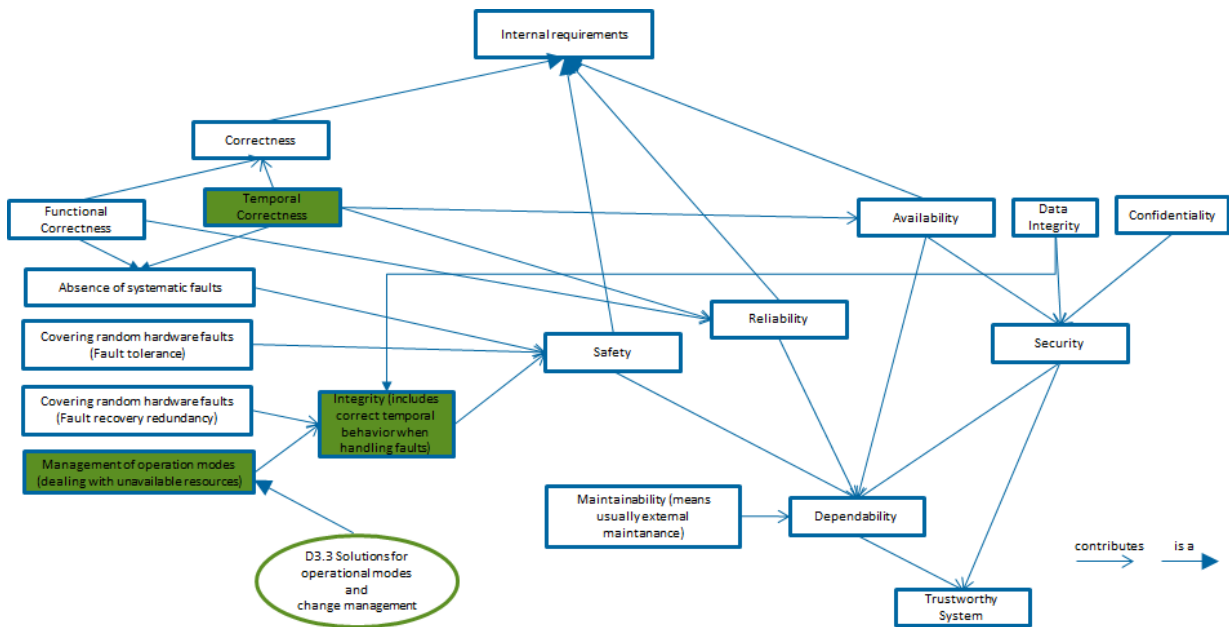 Internal requirements
Correctness
Temporal
Correctness
Functional
Correctness
Availability
Data
Integrity
Confidentiality
Absence of systematic faults
Reliability
Security
Covering random hardware faults
(Fault tolerance)
Safety
Covering random hardware faults
(Fault recovery redundancy)
Integrity (includes
correct temporal
behavior when
handling faults)
Management of operation modes
(dealing with unavailable resources)
Maintainability (means
usually external
maintanance)
Dependability
D3.3 Solutions for
operational modes
and
change management
contributes
is a
Trustworthy
System